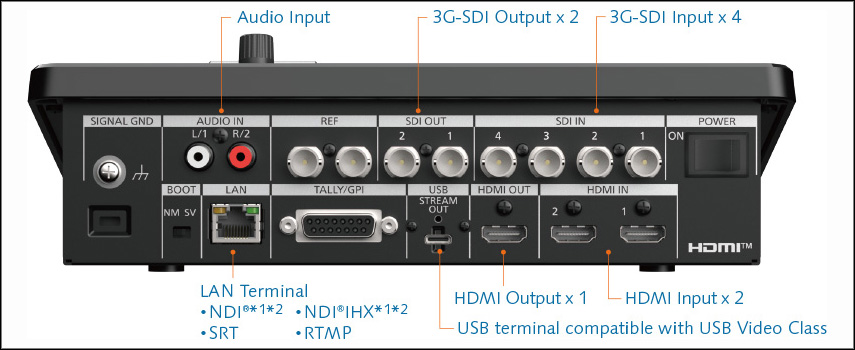 Audio Input
3G-SDI Output x 2
3G-SDI Input x 4
SIGNAL GND
AUDIO IN
REF
SDI OUT
SDI IN
POWER
L/1
R/2
2
1
4
3
2
1
ON
BOOT
LAN
TALLY/GPI
USB
HDMI OUT
HDMI IN
NM SV
STREAM
OUT
2
1
HDMI™
LAN Terminal
•NDI®*1*2
•NDI®IHX*1*2
•SRT
•RTMP
HDMI Output x 1
HDMI Input x 2
USB terminal compatible with USB Video Class